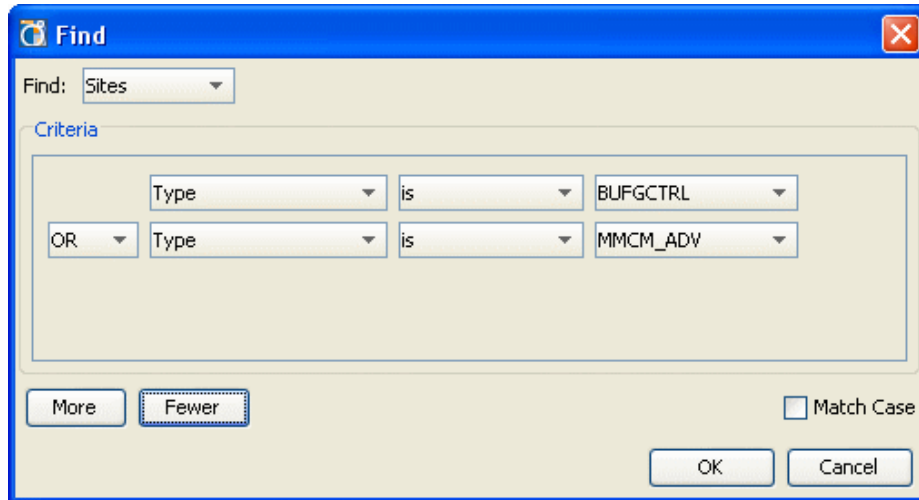 Find
Find: Sites
Criteria
Type is BUFGCTRL
OR Type is MMCM_ADV
More Fewer Match Case
OK Cancel